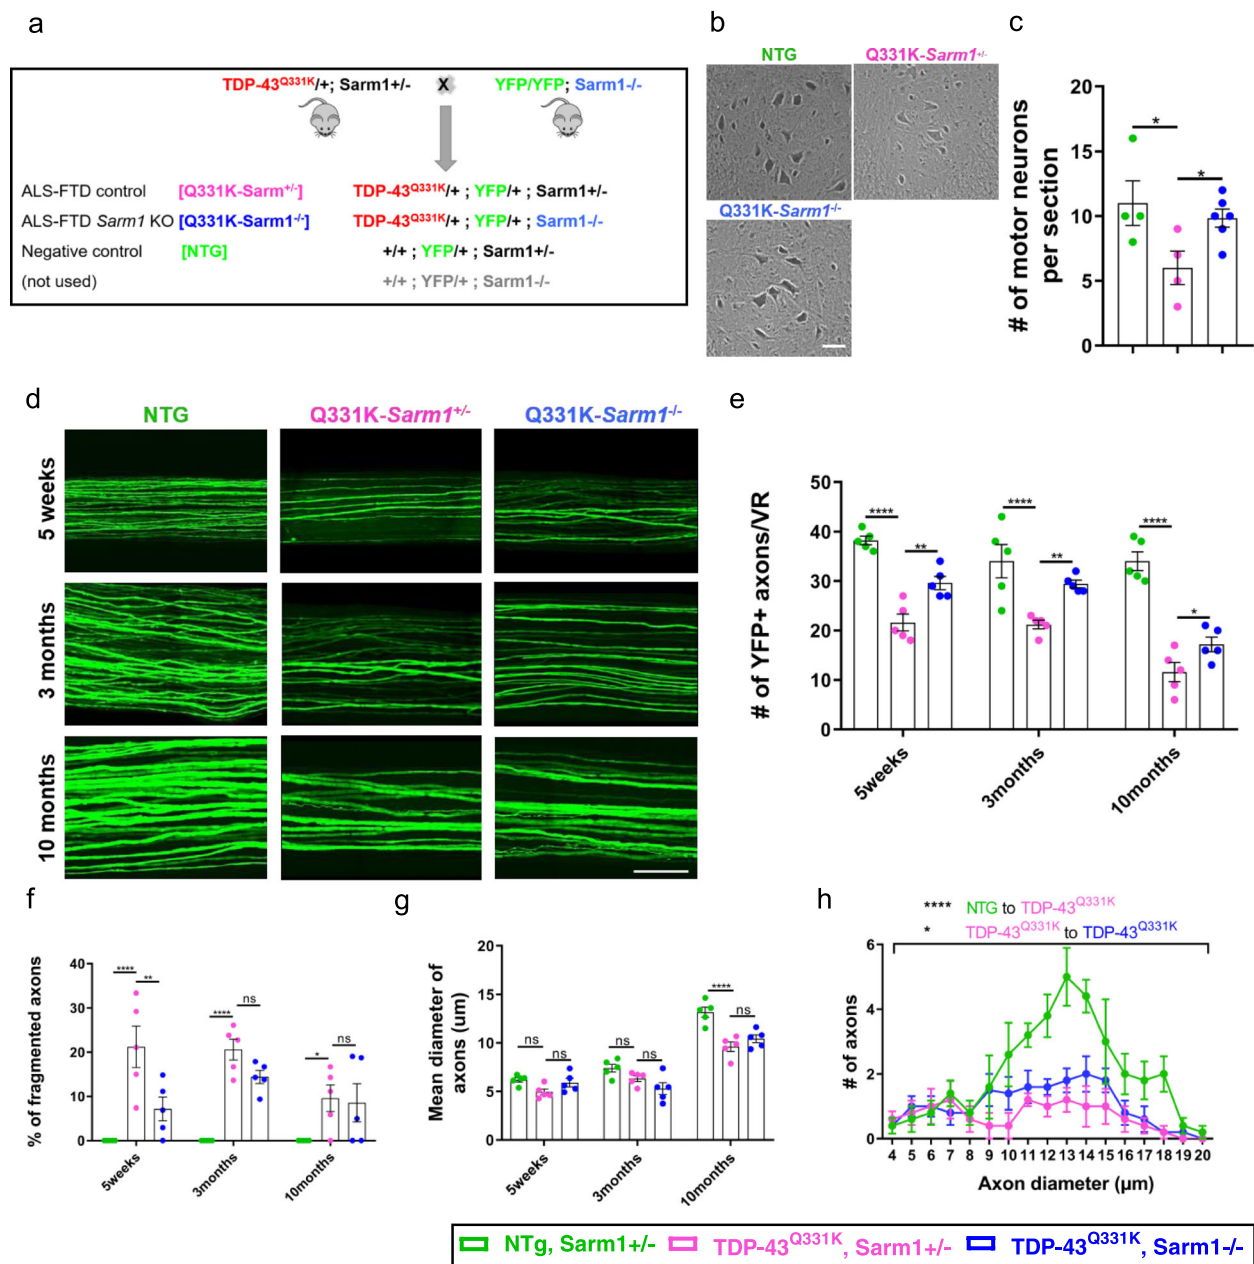 a
TDP-43Q331K/+; Sarm1+/- X YFP/YFP; Sarm1-/-
ALS-FTD control [Q331K-Sarm+/-] TDP-43Q331K/+ ; YFP/+ ; Sarm1+/-
ALS-FTD Sarm1 KO [Q331K-Sarm1-/-] TDP-43Q331K/+ ; YFP/+ ; Sarm1-/-
Negative control [NTG] +/+ ; YFP/+ ; Sarm1+/-
(not used) +/+ ; YFP/+ ; Sarm1-/-
b
NTG Q331K-Sarm1+/-
Q331K-Sarm1-/-
c
# of motor neurons
per section
20
15
10
5
0
*
*
d
NTG Q331K-Sarm1+/- Q331K-Sarm1-/-
5 weeks
3 months
10 months
e
# of YFP+ axons/VR
50
40
30
20
10
0
**** ** **** ** **** *
5weeks 3months 10months
f
% of fragmented axons
40
30
20
10
0
**** ** **** ns * ns
5weeks 3months 10months
g
Mean diameter of
axons (um)
20
15
10
5
0
ns ns ns ns **** ns
5weeks 3months 10months
h
**** NTG to TDP-43Q331K
* TDP-43Q331K to TDP-43Q331K
# of axons
6
4
2
0
4 5 6 7 8 9 10 11 12 13 14 15 16 17 18 19 20
Axon diameter (µm)
NTg, Sarm1+/- TDP-43Q331K, Sarm1+/- TDP-43Q331K, Sarm1-/-